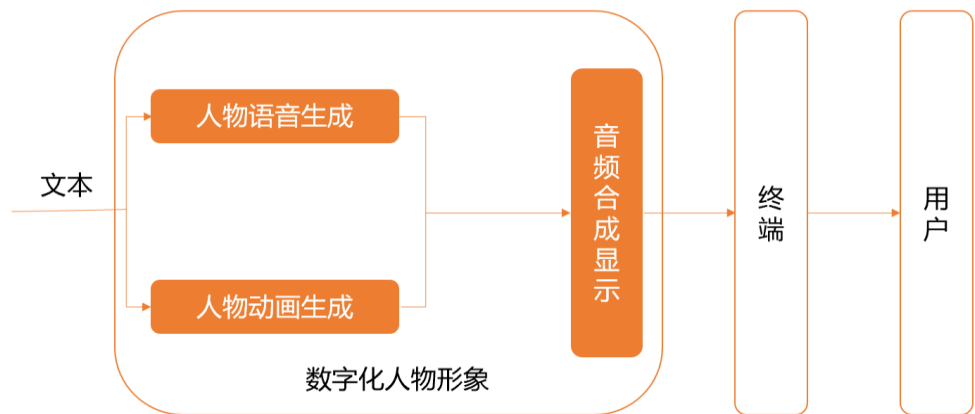 文本
人物语音生成
人物动画生成
音频合成显示
数字化人物形象
终端
用户